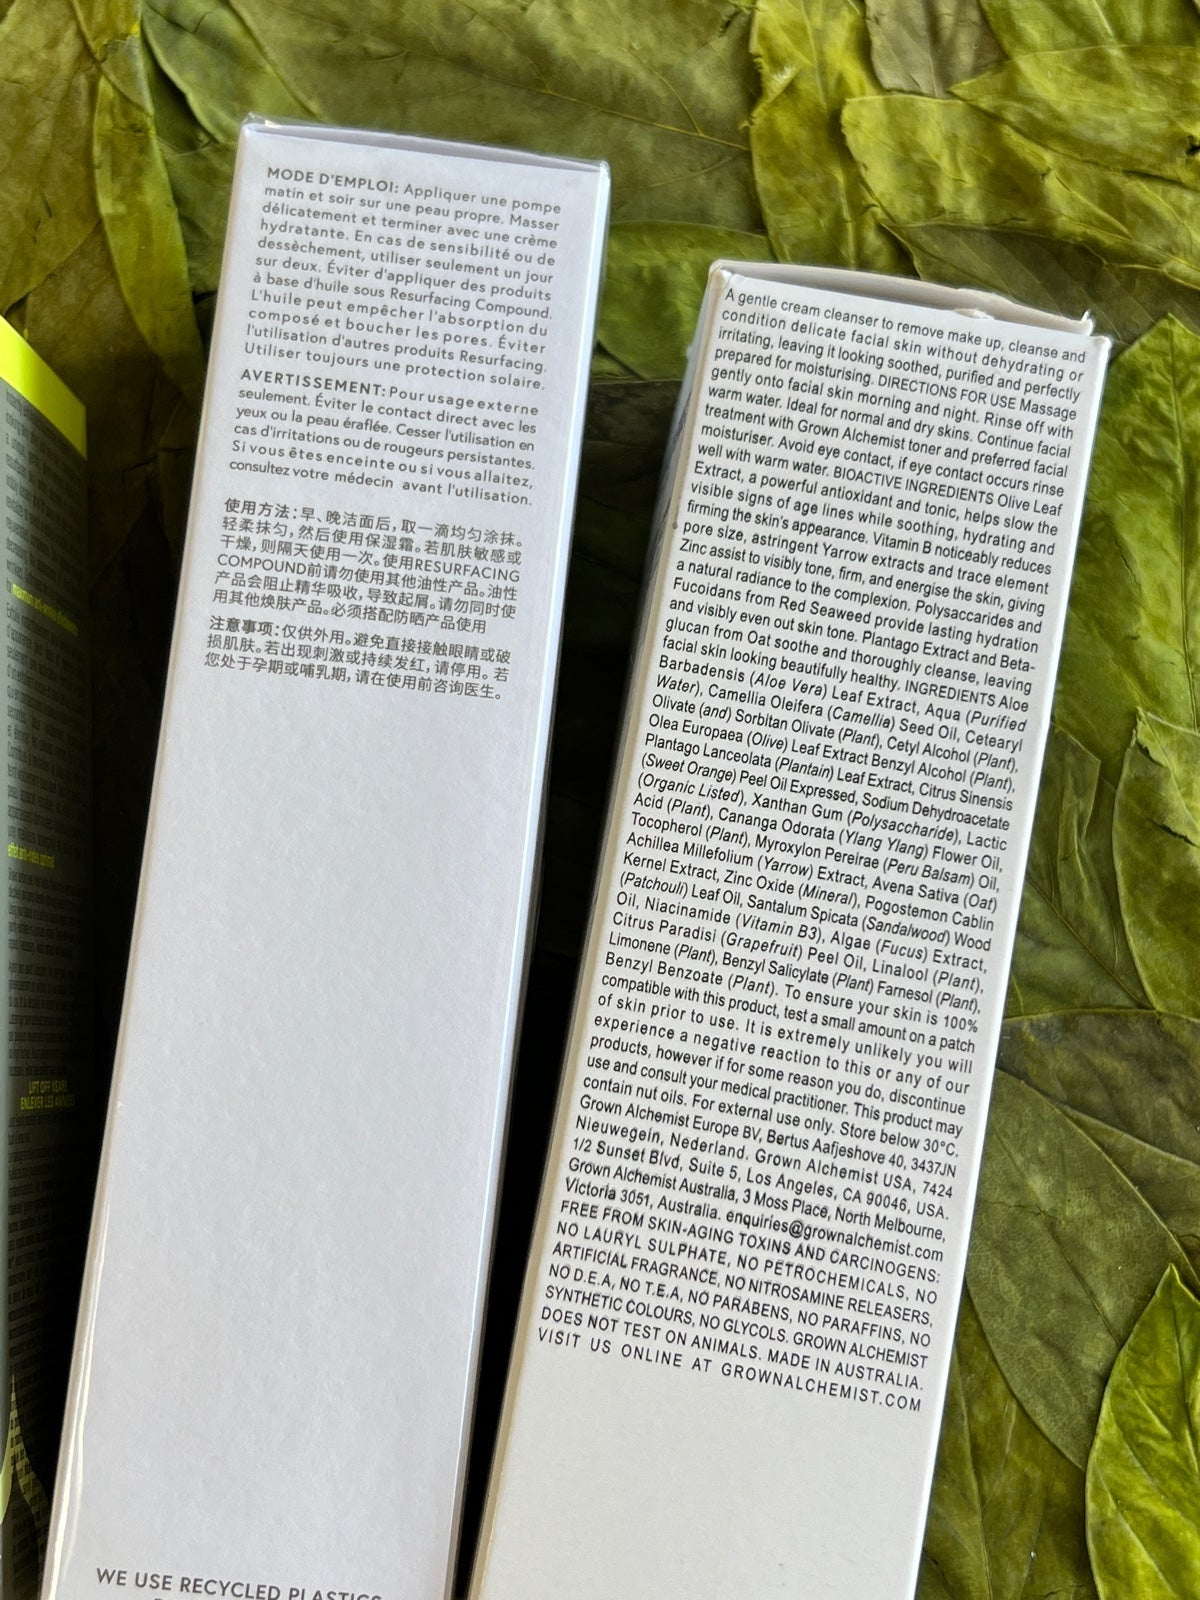 MODE D'EMPLOI: Appliquer une pompe
matin et soir sur une peau propre. Masser
délicatement et terminer avec une crème
hydratante. En cas de sensibilité ou de
dessèchement, utiliser seulement un jour
sur deux. Éviter d'appliquer des produits
à base d'huile sous Resurfacing Compound.
L'huile peut empêcher l'absorption du
composé et boucher les pores. Éviter
l'utilisation d'autres produits Resurfacing.
Utiliser toujours une protection solaire.
AVERTISSEMENT: Pour usage externe
seulement. Éviter le contact direct avec les
yeux ou la peau éraflée. Cesser l'utilisation en
cas d'irritations ou de rougeurs persistantes.
Si vous êtes enceinte ou si vous allaitez,
consultez votre médecin avant l'utilisation.
使用方法：早、晚洁面后，取一滴均匀涂抹。
轻柔抹匀，然后使用保湿霜。若肌肤敏感或
干燥，则隔天使用一次。使用RESURFACING
COMPOUND前请勿使用其他油性产品。油性
产品会阻止精华吸收，导致起屑。请勿同时使
用其他焕肤产品。必须搭配防晒产品使用
注意事项：仅供外用。避免直接接触眼睛或破
损肌肤。若出现刺激或持续发红，请停用。若
您处于孕期或哺乳期，请在使用前咨询医生。
WE USE RECYCLED PLASTICS
A gentle cream cleanser to remove make up, cleanse and
condition delicate facial skin without dehydrating or
irritating, leaving it looking soothed, purified and perfectly
prepared for moisturising. DIRECTIONS FOR USE Massage
gently onto facial skin morning and night. Rinse off with
warm water. Ideal for normal and dry skins. Continue facial
treatment with Grown Alchemist toner and preferred facial
moisturiser. Avoid eye contact, if eye contact occurs rinse
well with warm water. BIOACTIVE INGREDIENTS Olive Leaf
Extract, a powerful antioxidant and tonic, helps slow the
visible signs of age lines while soothing, hydrating and
firming the skin's appearance. Vitamin B noticeably reduces
pore size, astringent Yarrow extracts and trace element
Zinc assist to visibly tone, firm, and energise the skin, giving
a natural radiance to the complexion. Polysaccarides and
Fucoidans from Red Seaweed provide lasting hydration
and visibly even out skin tone. Plantago Extract and Beta-
glucan from Oat soothe and thoroughly cleanse, leaving
facial skin looking beautifully healthy. INGREDIENTS Aloe
Barbadensis (Aloe Vera) Leaf Extract, Aqua (Purified
Water), Camellia Oleifera (Camellia) Seed Oil, Cetearyl
Olivate (and) Sorbitan Olivate (Plant), Cetyl Alcohol (Plant),
Olea Europaea (Olive) Leaf Extract Benzyl Alcohol (Plant),
Plantago Lanceolata (Plantain) Leaf Extract, Citrus Sinensis
(Sweet Orange) Peel Oil Expressed, Sodium Dehydroacetate
(Organic Listed), Xanthan Gum (Polysaccharide), Lactic
Acid (Plant), Cananga Odorata (Ylang Ylang) Flower Oil,
Tocopherol (Plant), Myroxylon Pereirae (Peru Balsam) Oil,
Achillea Millefolium (Yarrow) Extract, Avena Sativa (Oat)
Kernel Extract, Zinc Oxide (Mineral), Pogostemon Cablin
(Patchouli) Leaf Oil, Santalum Spicata (Sandalwood) Wood
Oil, Niacinamide (Vitamin B3), Algae (Fucus) Extract,
Citrus Paradisi (Grapefruit) Peel Oil, Linalool (Plant),
Limonene (Plant), Benzyl Salicylate (Plant) Farnesol (Plant),
Benzyl Benzoate (Plant). To ensure your skin is 100%
compatible with this product, test a small amount on a patch
of skin prior to use. It is extremely unlikely you will
experience a negative reaction to this or any of our
products, however if for some reason you do, discontinue
use and consult your medical practitioner. This product may
contain nut oils. For external use only. Store below 30°C.
Grown Alchemist Europe BV, Bertus Aafjeshove 40, 3437JN
Nieuwegein, Nederland. Grown Alchemist USA, 7424
1/2 Sunset Blvd, Suite 5, Los Angeles, CA 90046, USA.
Grown Alchemist Australia, 3 Moss Place, North Melbourne,
Victoria 3051, Australia. enquiries@grownalchemist.com
FREE FROM SKIN-AGING TOXINS AND CARCINOGENS:
NO LAURYL SULPHATE, NO PETROCHEMICALS, NO
ARTIFICIAL FRAGRANCE, NO NITROSAMINE RELEASERS,
NO D.E.A, NO T.E.A, NO PARABENS, NO PARAFFINS, NO
SYNTHETIC COLOURS, NO GLYCOLS. GROWN ALCHEMIST
DOES NOT TEST ON ANIMALS. MADE IN AUSTRALIA.
VISIT US ONLINE AT GROWNALCHEMIST.COM
LIFT OFF YEARS
ENLEVER LES ANNÉES